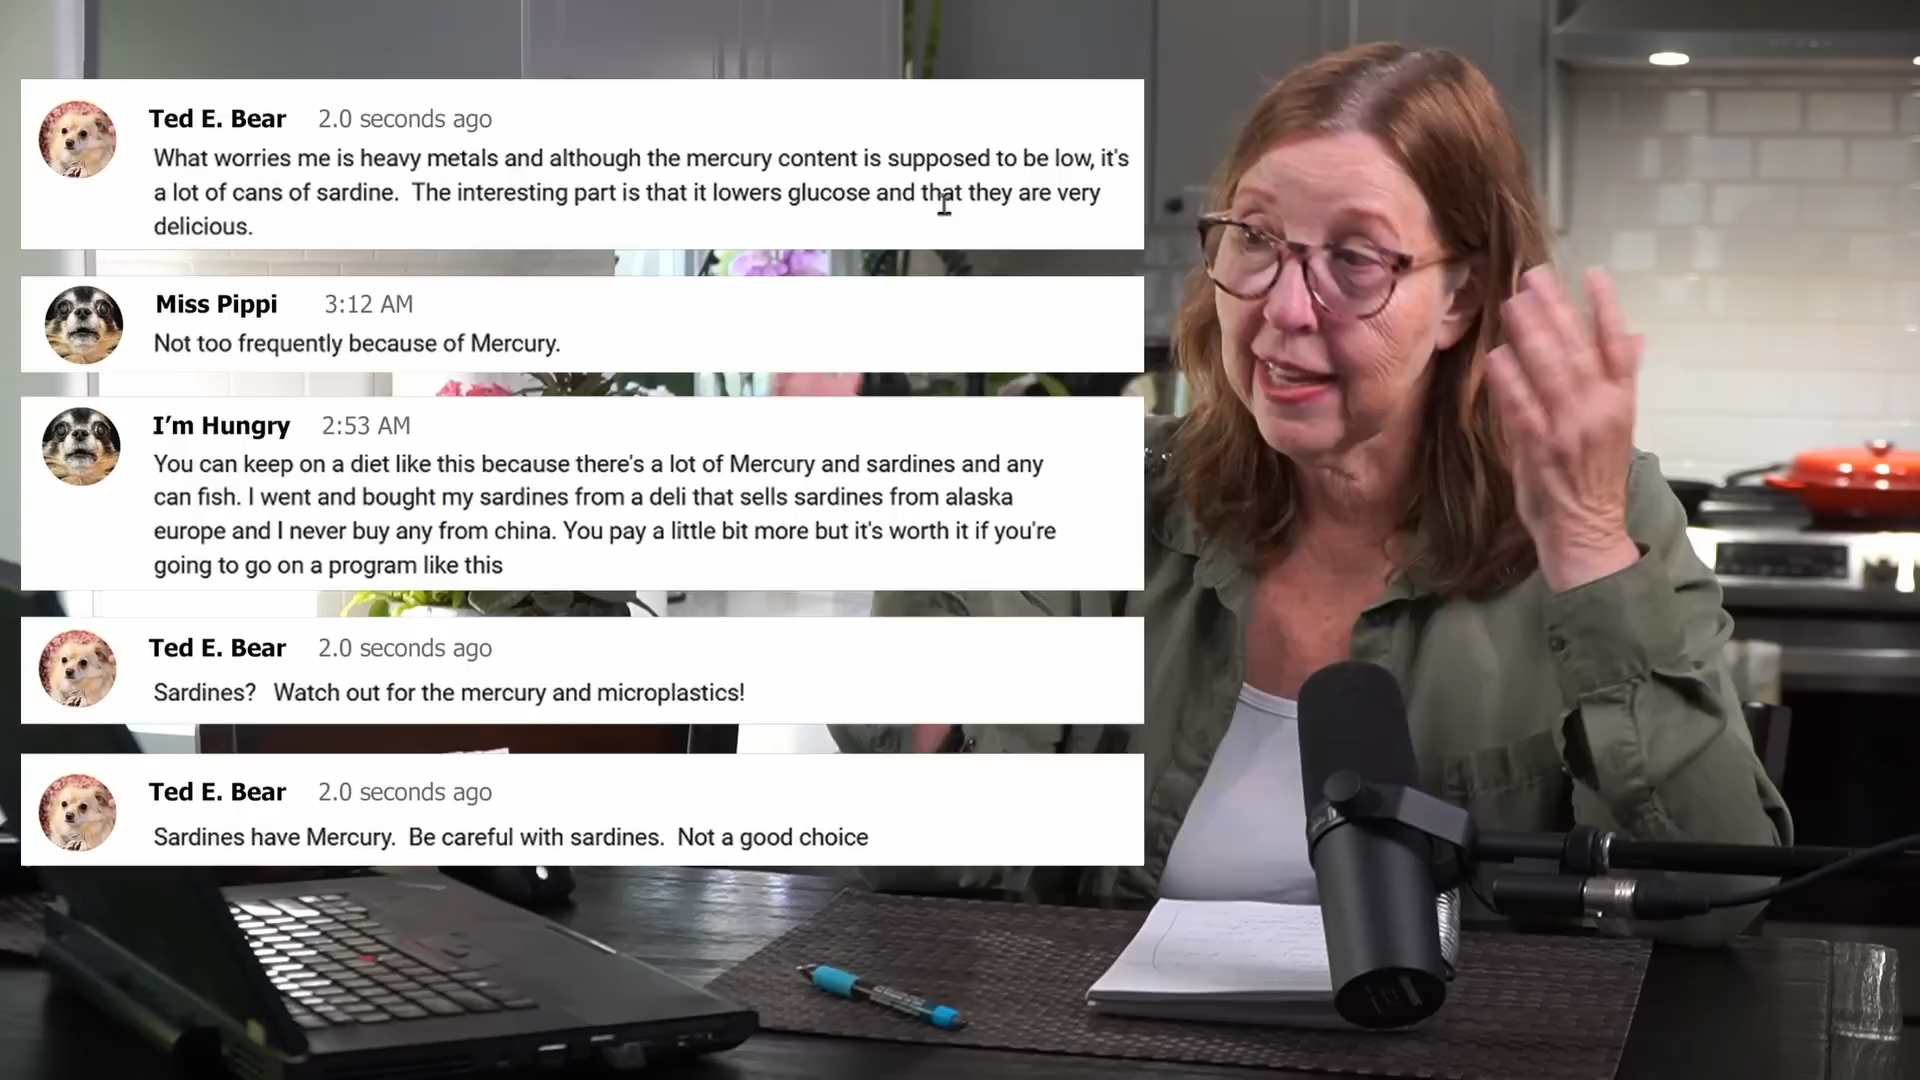 Ted E. Bear 2.0 seconds ago
What worries me is heavy metals and although the mercury content is supposed to be low, it's
a lot of cans of sardine. The interesting part is that it lowers glucose and that they are very
delicious.
Miss Pippi 3:12 AM
Not too frequently because of Mercury.
I'm Hungry 2:53 AM
You can keep on a diet like this because there's a lot of Mercury and sardines and any
can fish. I went and bought my sardines from a deli that sells sardines from alaska
europe and I never buy any from china. You pay a little bit more but it's worth it if you're
going to go on a program like this
Ted E. Bear 2.0 seconds ago
Sardines? Watch out for the mercury and microplastics!
Ted E. Bear 2.0 seconds ago
Sardines have Mercury. Be careful with sardines. Not a good choice